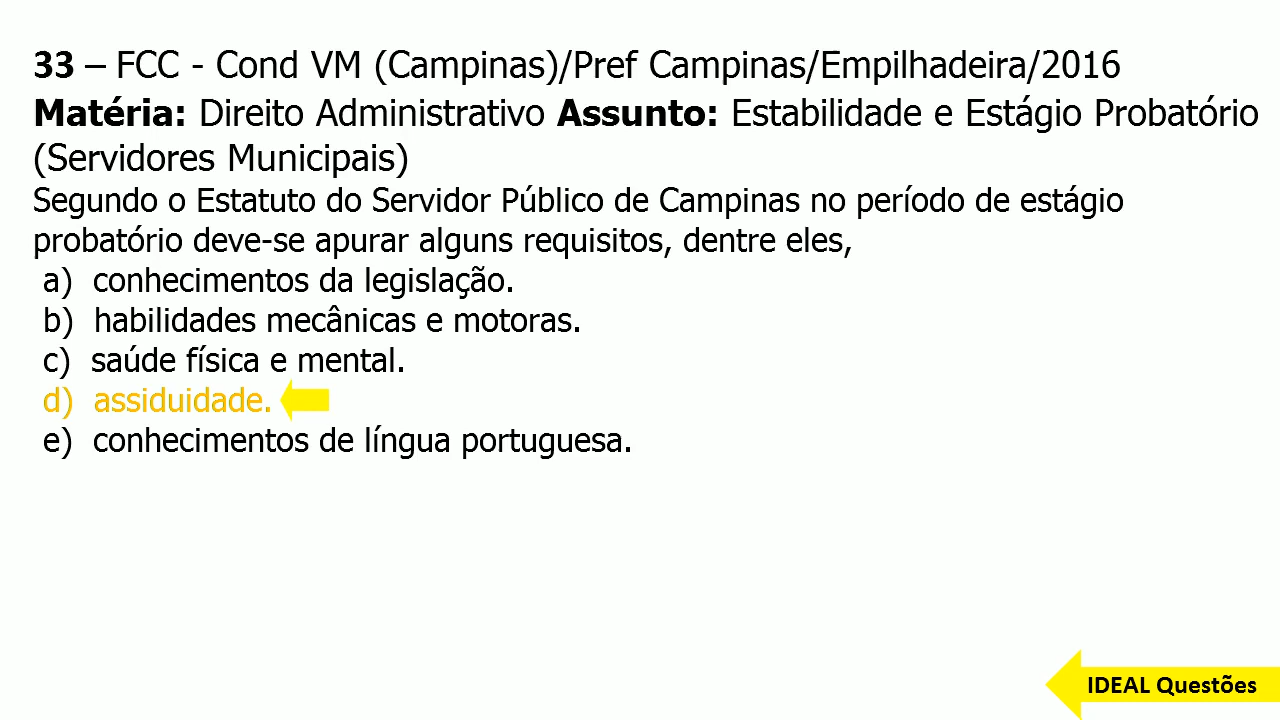 33 – FCC - Cond VM (Campinas)/Pref Campinas/Empilhadeira/2016
Matéria: Direito Administrativo Assunto: Estabilidade e Estágio Probatório
(Servidores Municipais)
Segundo o Estatuto do Servidor Público de Campinas no período de estágio
probatório deve-se apurar alguns requisitos, dentre eles,
a) conhecimentos da legislação.
b) habilidades mecânicas e motoras.
c) saúde física e mental.
d) assiduidade.
e) conhecimentos de língua portuguesa.
IDEAL Questões